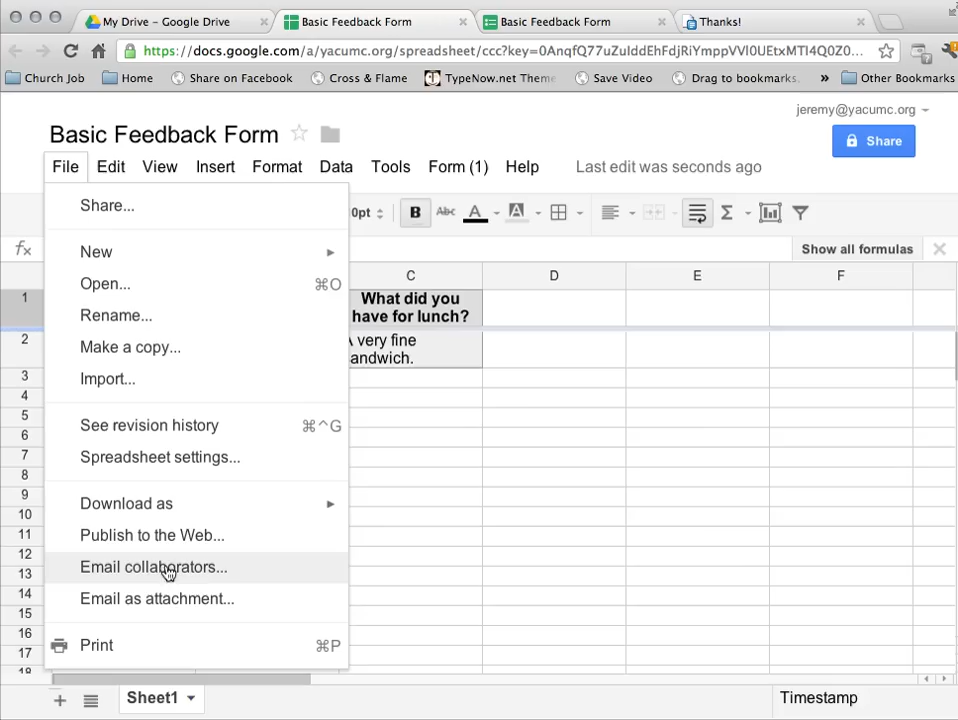 My Drive – Google Drive
Basic Feedback Form
Basic Feedback Form
Thanks!
https://docs.google.com/a/yacumc.org/spreadsheet/ccc?key=0AnqfQ77uZuIddEhFdjRiYmppVVl0UEtxMTI4Q0Z0...
Church Job
Home
Share on Facebook
Cross & Flame
TypeNow.net Theme
Save Video
Drag to bookmarks.
»
Other Bookmarks
jeremy@yacumc.org
Basic Feedback Form
Share
File Edit View Insert Format Data Tools Form (1) Help Last edit was seconds ago
0pt B Abc A A Σ
fx
Show all formulas
C D E F
1
What did you
have for lunch?
2
A very fine
andwich.
3
4
5
6
7
8
9
10
11
12
13
14
15
16
17
18
Share...
New
Open... ⌘O
Rename...
Make a copy...
Import...
See revision history ⌘^G
Spreadsheet settings...
Download as
Publish to the Web...
Email collaborators...
Email as attachment...
Print ⌘P
+ Sheet1
Timestamp